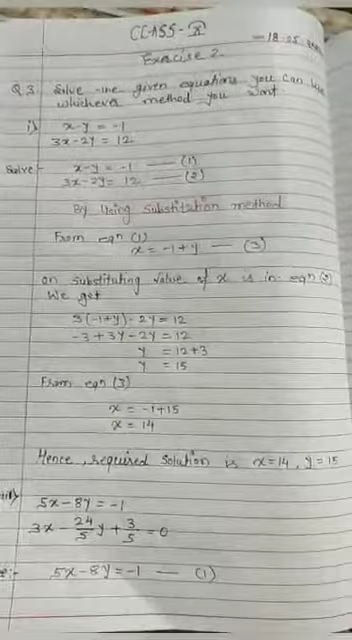 CLASS-X
-18.05
Exercise 2.
Q 3. Solve the given equations you can use
whichever method you want.
i) x-y = -1
3x-2y = 12
Solve:- x-y = -1 — (1)
3x-2y = 12 — (2)
By Using substitution method
From eqn (1)
x = -1+y — (3)
on substituting value of x is in eqn (2)
We get
3(-1+y)-2y=12
-3+3y-2y=12
y = 12+3
y = 15
From eqn (3)
x = -1+15
x = 14
Hence, required solution is x=14, y=15
5x-8y=-1
3x-24/5y+3/5=0
5x-8y=-1 — (1)